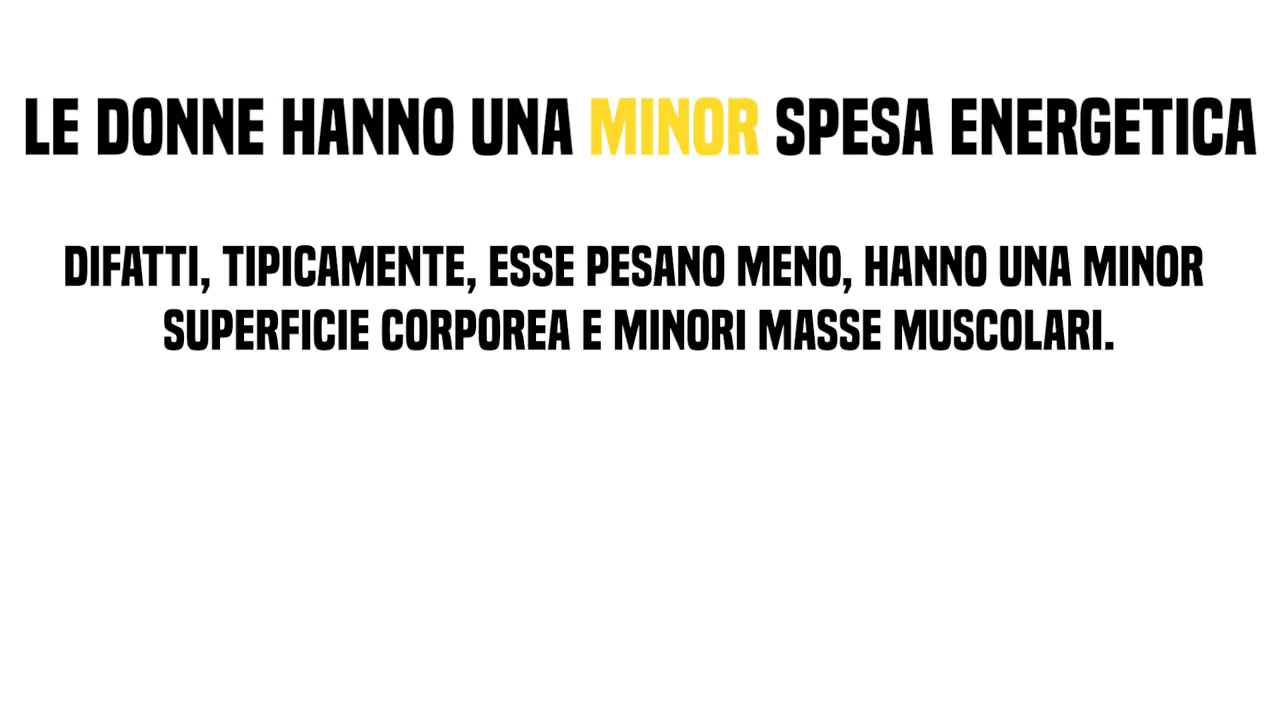 LE DONNE HANNO UNA MINOR SPESA ENERGETICA
DIFATTI, TIPICAMENTE, ESSE PESANO MENO, HANNO UNA MINOR
SUPERFICIE CORPOREA E MINORI MASSE MUSCOLARI.